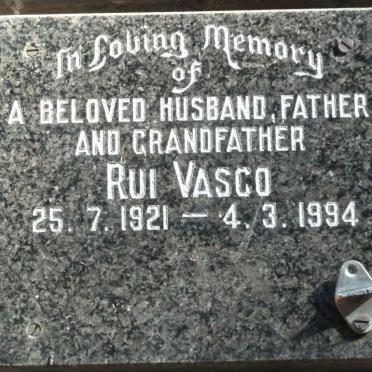 In Loving Memory
of
A BELOVED HUSBAND, FATHER
AND GRANDFATHER
RUI VASCO
25. 7. 1921 — 4. 3. 1994